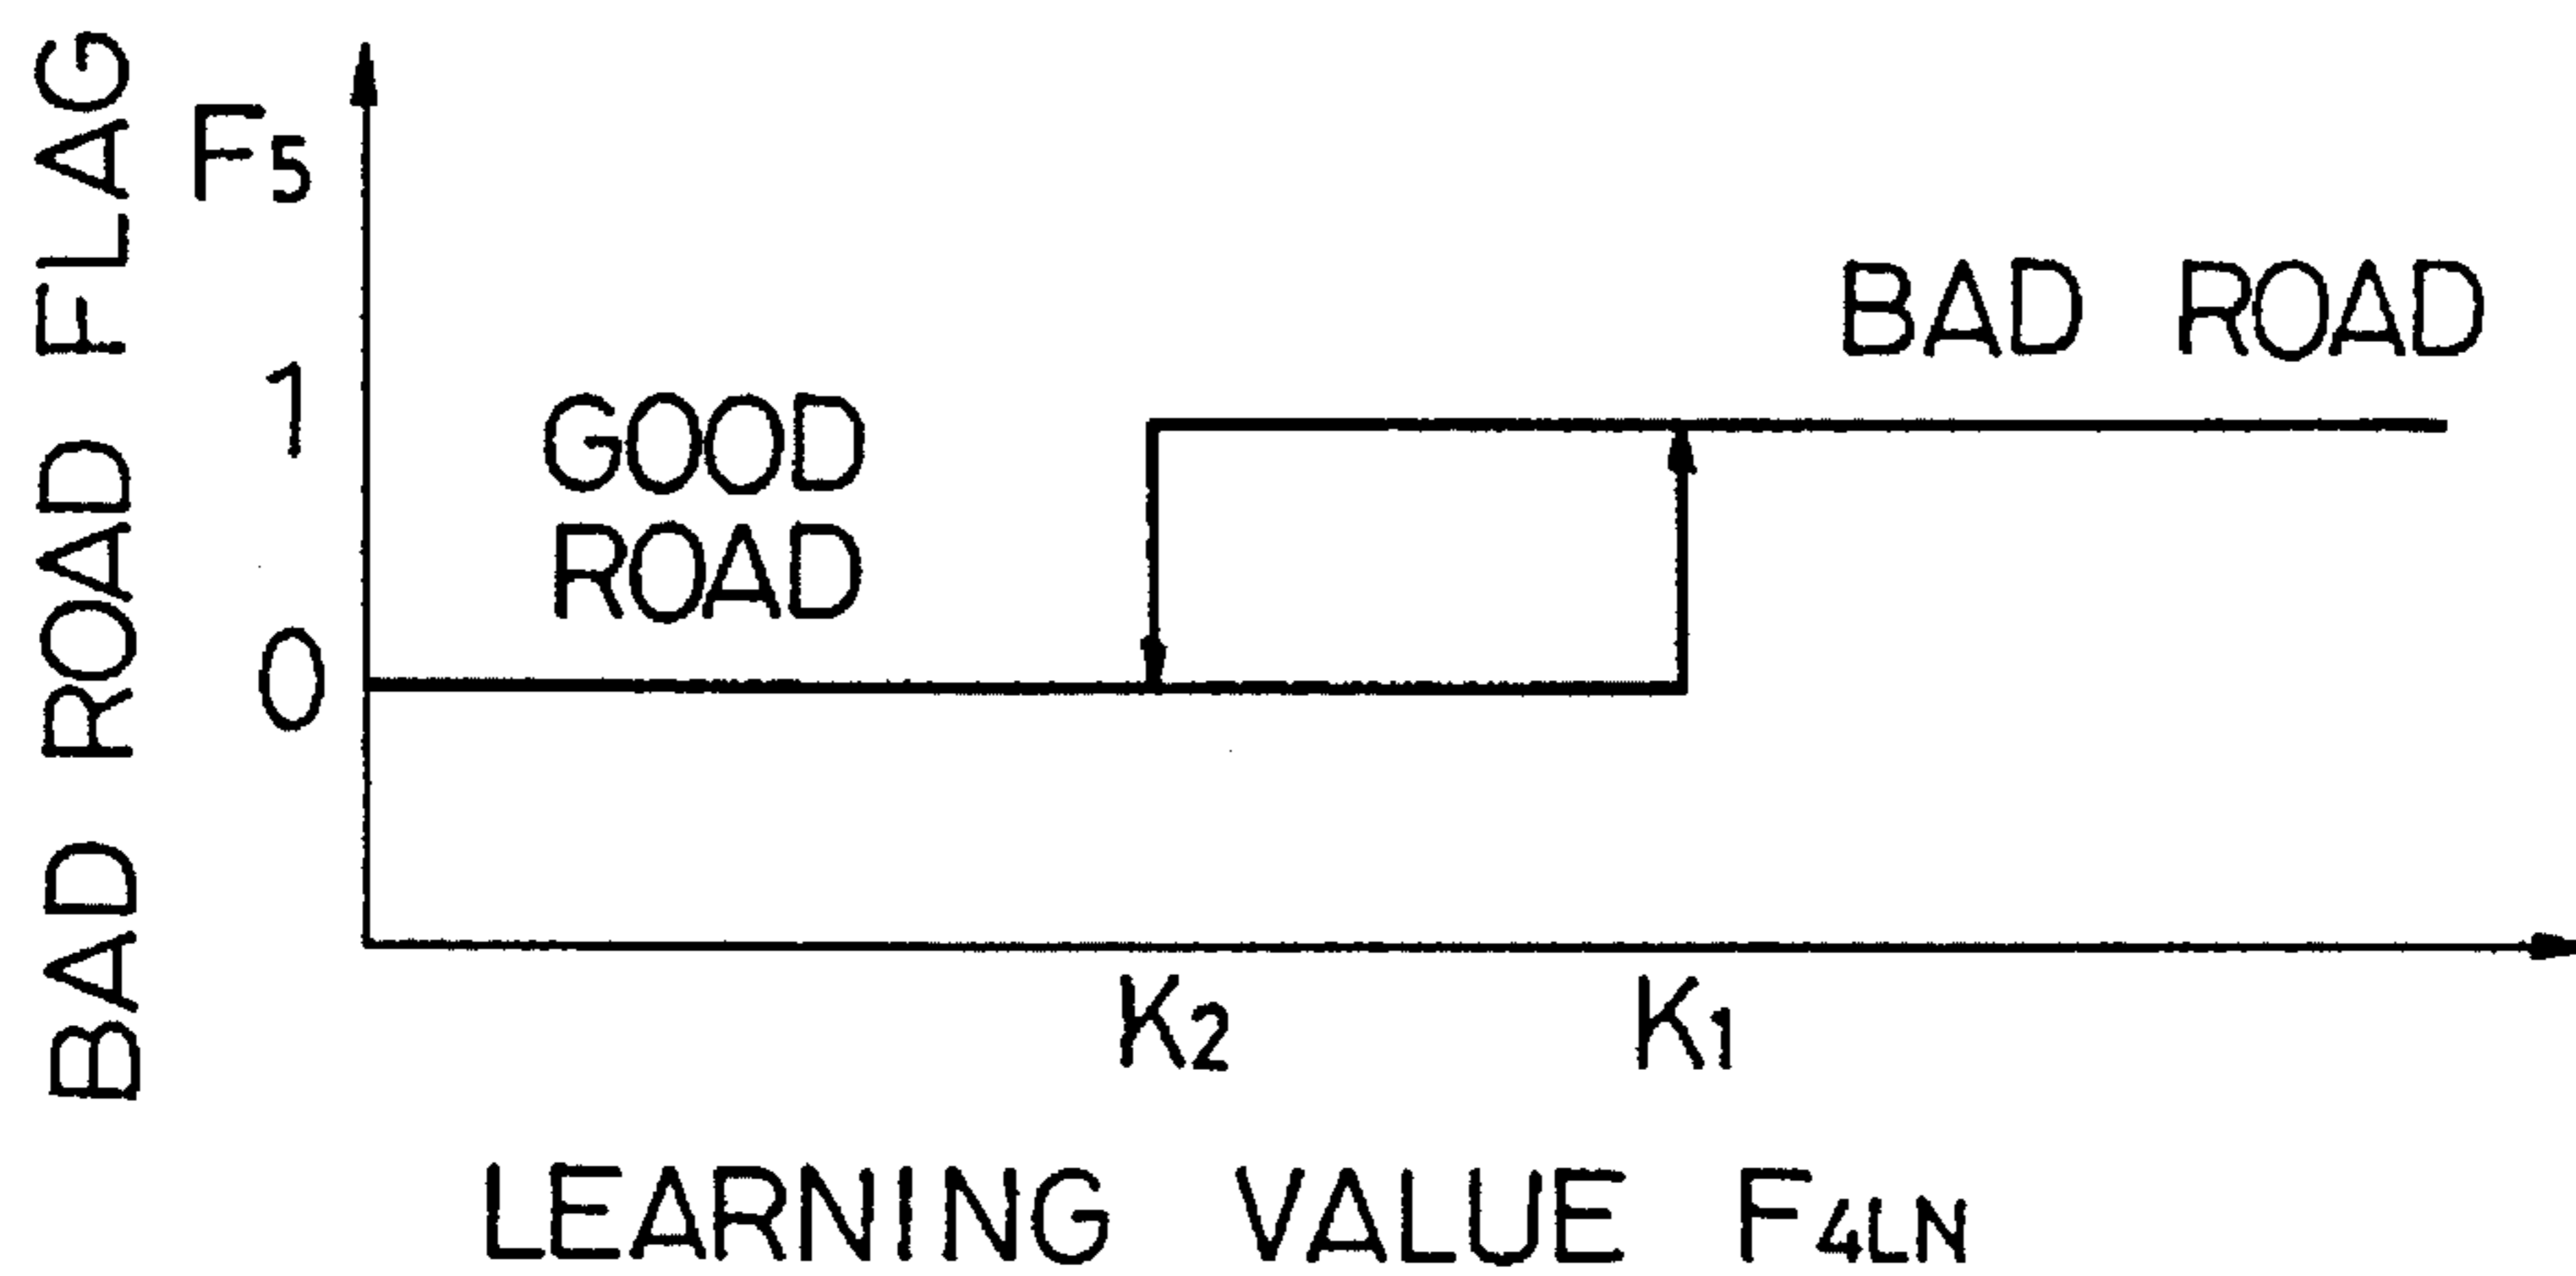 BAD ROAD FLAG
F5
BAD ROAD
1
GOOD
ROAD
0
K2
K1
LEARNING VALUE F4LN